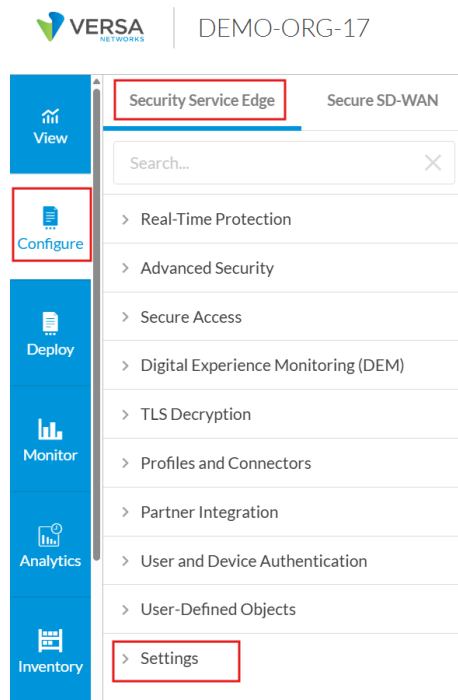 VERSA
NETWORKS
DEMO-ORG-17
View
Configure
Deploy
Monitor
Analytics
Inventory
Security Service Edge
Secure SD-WAN
Search...
Real-Time Protection
Advanced Security
Secure Access
Digital Experience Monitoring (DEM)
TLS Decryption
Profiles and Connectors
Partner Integration
User and Device Authentication
User-Defined Objects
Settings